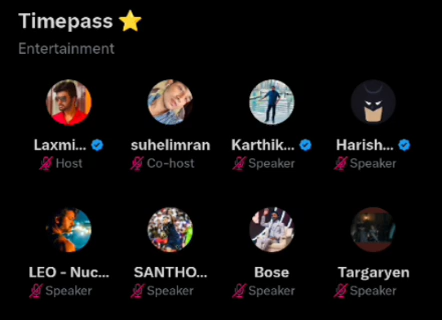 Timepass ⭐
Entertainment
Laxmi... suhelimran Karthik... Harish...
Host Co-host Speaker Speaker
LEO - Nuc... SANTHO... Bose Targaryen
Speaker Speaker Speaker Speaker